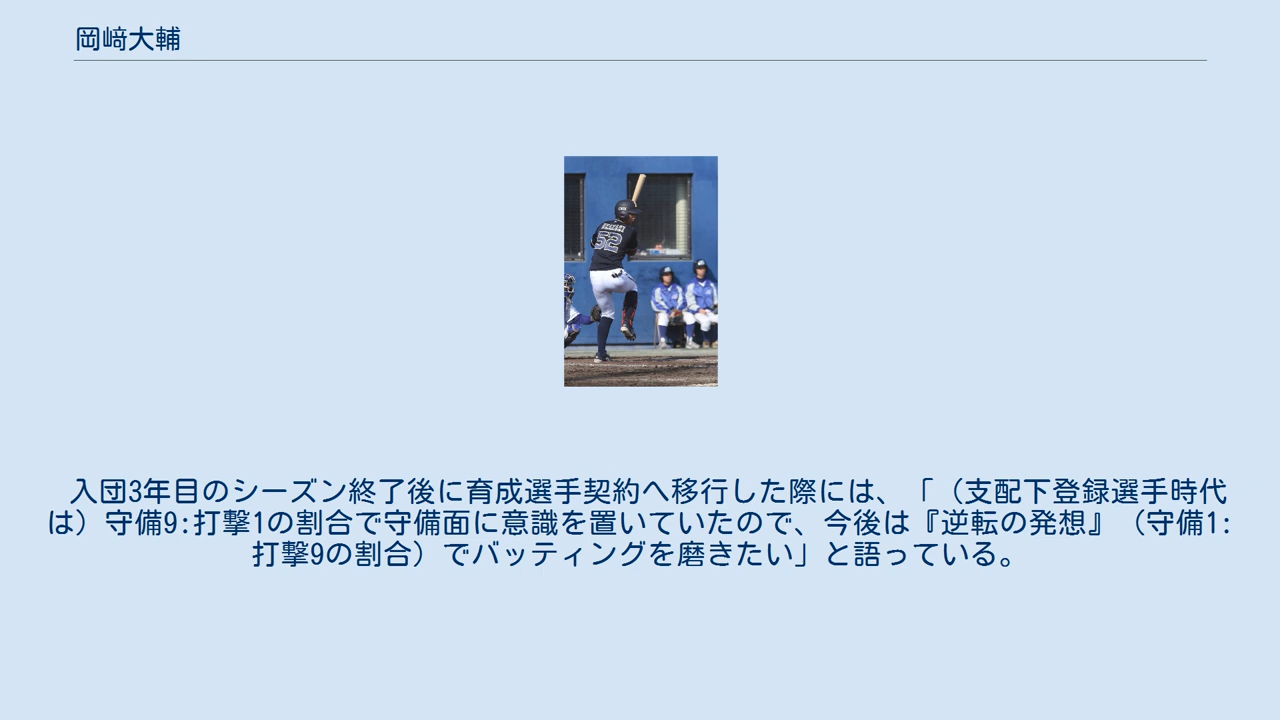 岡﨑大輔
52
入団3年目のシーズン終了後に育成選手契約へ移行した際には、「（支配下登録選手時代
は）守備9:打撃1の割合で守備面に意識を置いていたので、今後は『逆転の発想』（守備1:
打撃9の割合）でバッティングを磨きたい」と語っている。